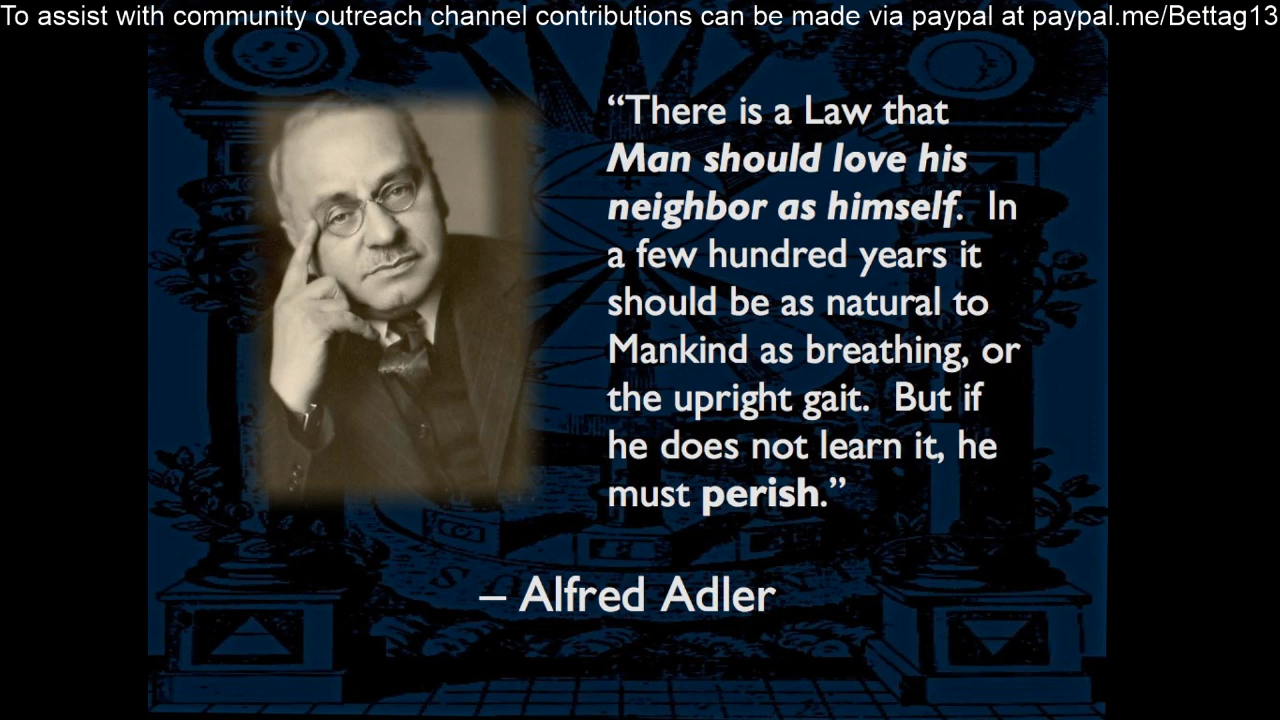 To assist with community outreach channel contributions can be made via paypal at paypal.me/Bettag13
“There is a Law that
Man should love his
neighbor as himself.  In
a few hundred years it
should be as natural to
Mankind as breathing, or
the upright gait.  But if
he does not learn it, he
must perish.”
– Alfred Adler